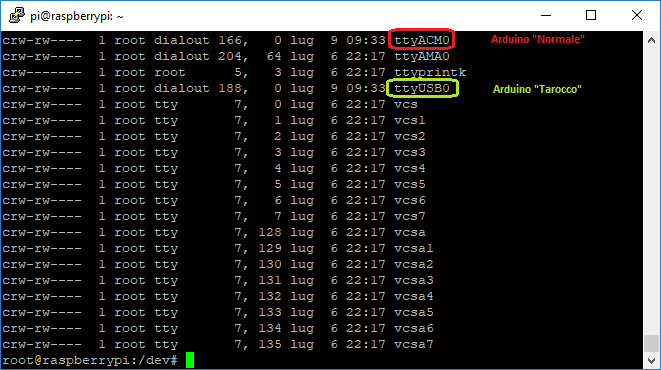 pi@raspberrypi: ~
crw-rw---- 1 root dialout 166, 0 lug 9 09:33 ttyACM0 Arduino "Normale"
crw-rw---- 1 root dialout 204, 64 lug 6 22:17 ttyAMA0
crw------- 1 root root 5, 3 lug 6 22:17 ttyprintk
crw-rw---- 1 root dialout 188, 0 lug 9 09:33 ttyUSB0 Arduino "Tarocco"
crw-rw---- 1 root tty 7, 0 lug 6 22:17 vcs
crw-rw---- 1 root tty 7, 1 lug 6 22:17 vcs1
crw-rw---- 1 root tty 7, 2 lug 6 22:17 vcs2
crw-rw---- 1 root tty 7, 3 lug 6 22:17 vcs3
crw-rw---- 1 root tty 7, 4 lug 6 22:17 vcs4
crw-rw---- 1 root tty 7, 5 lug 6 22:17 vcs5
crw-rw---- 1 root tty 7, 6 lug 6 22:17 vcs6
crw-rw---- 1 root tty 7, 7 lug 6 22:17 vcs7
crw-rw---- 1 root tty 7, 128 lug 6 22:17 vcsa
crw-rw---- 1 root tty 7, 129 lug 6 22:17 vcsa1
crw-rw---- 1 root tty 7, 130 lug 6 22:17 vcsa2
crw-rw---- 1 root tty 7, 131 lug 6 22:17 vcsa3
crw-rw---- 1 root tty 7, 132 lug 6 22:17 vcsa4
crw-rw---- 1 root tty 7, 133 lug 6 22:17 vcsa5
crw-rw---- 1 root tty 7, 134 lug 6 22:17 vcsa6
crw-rw---- 1 root tty 7, 135 lug 6 22:17 vcsa7
root@raspberrypi:/dev#